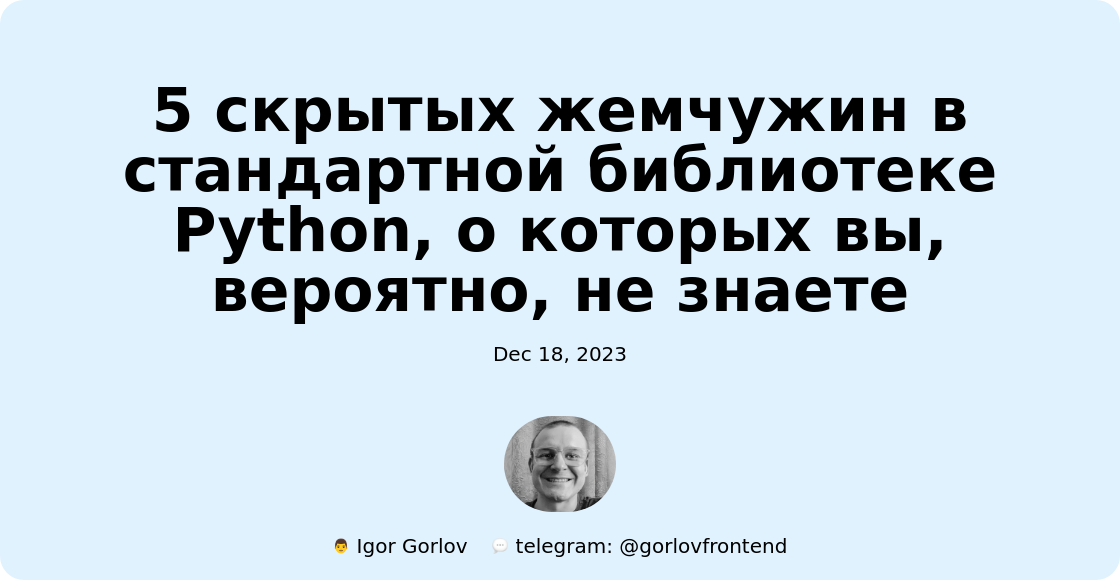 5 скрытых жемчужин в
стандартной библиотеке
Python, о которых вы,
вероятно, не знаете
Dec 18, 2023
Igor Gorlov telegram: @gorlovfrontend